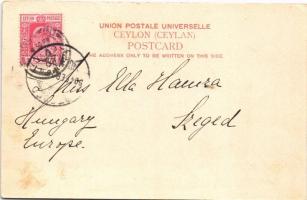 UNION POSTALE UNIVERSELLE
CEYLON (CEYLAN)
POSTCARD
THE ADDRESS ONLY TO BE WRITTEN ON THIS SIDE.
Miss Ella
Hungary Szeged
Europe.